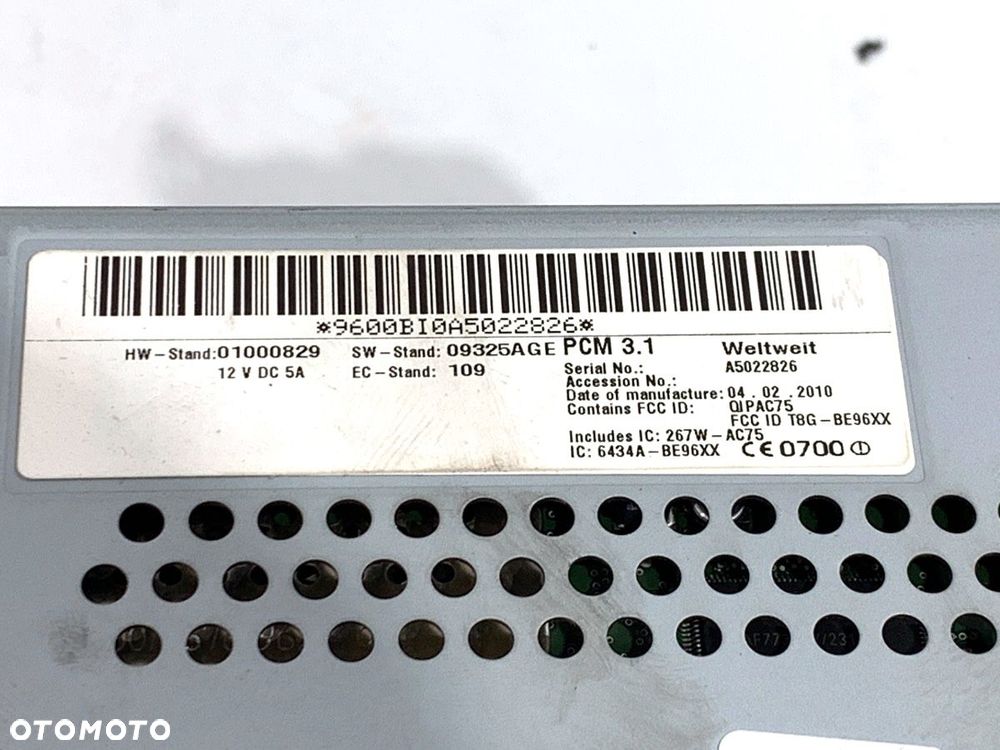 *9600BI0A5022826*
HW-Stand:01000829 SW-Stand: 09325AGE PCM 3.1 Weltweit
12 V DC 5A EC-Stand: 109
Serial No.: A5022826
Accession No.:
Date of manufacture: 04 . 02 . 2010
Contains FCC ID: QIPAC75
FCC ID T8G-BE96XX
Includes IC: 267W-AC75
IC: 6434A-BE96XX CE0700
F77
231
OTOMOTO